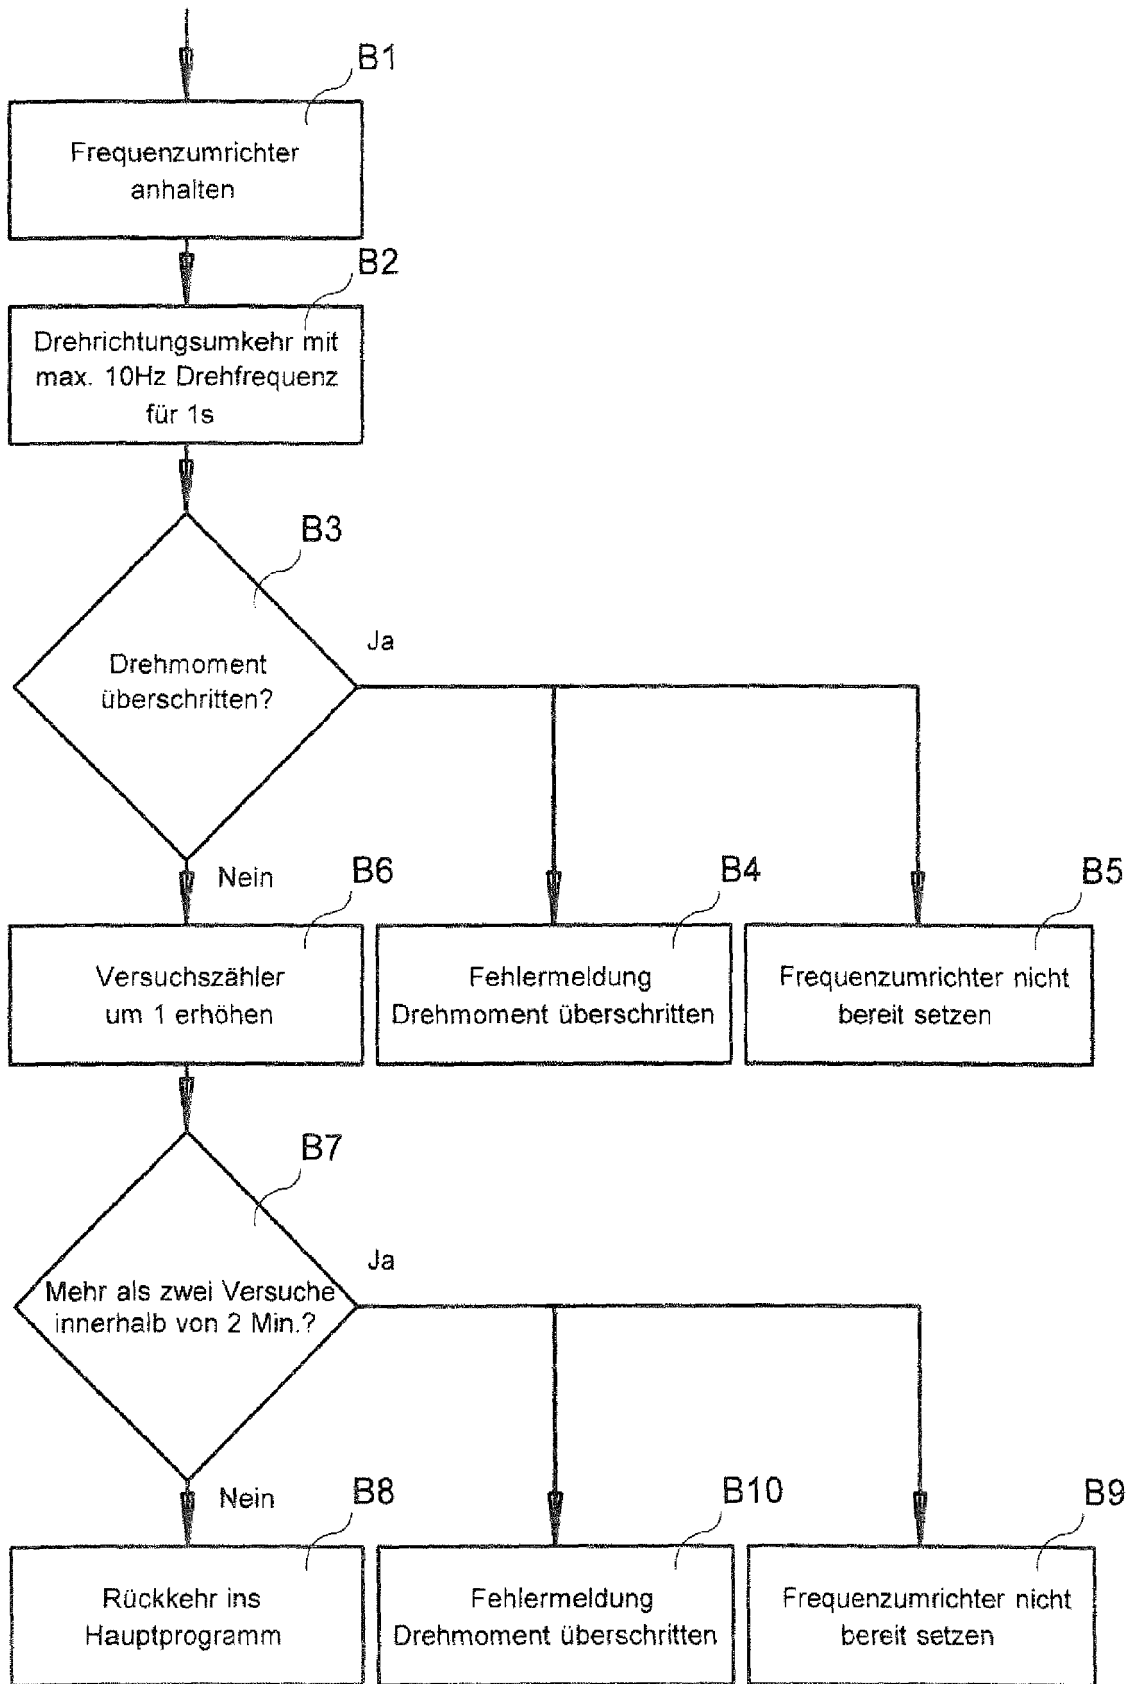 B1
Frequenzumrichter
anhalten
B2
Drehrichtungsumkehr mit
max. 10Hz Drehfrequenz
für 1s
B3
Ja
Drehmoment
überschritten?
Nein
B6
B4
B5
Versuchszähler
um 1 erhöhen
Fehlermeldung
Drehmoment überschritten
Frequenzumrichter nicht
bereit setzen
B7
Ja
Mehr als zwei Versuche
innerhalb von 2 Min.?
Nein
B8
B10
B9
Rückkehr ins
Hauptprogramm
Fehlermeldung
Drehmoment überschritten
Frequenzumrichter nicht
bereit setzen